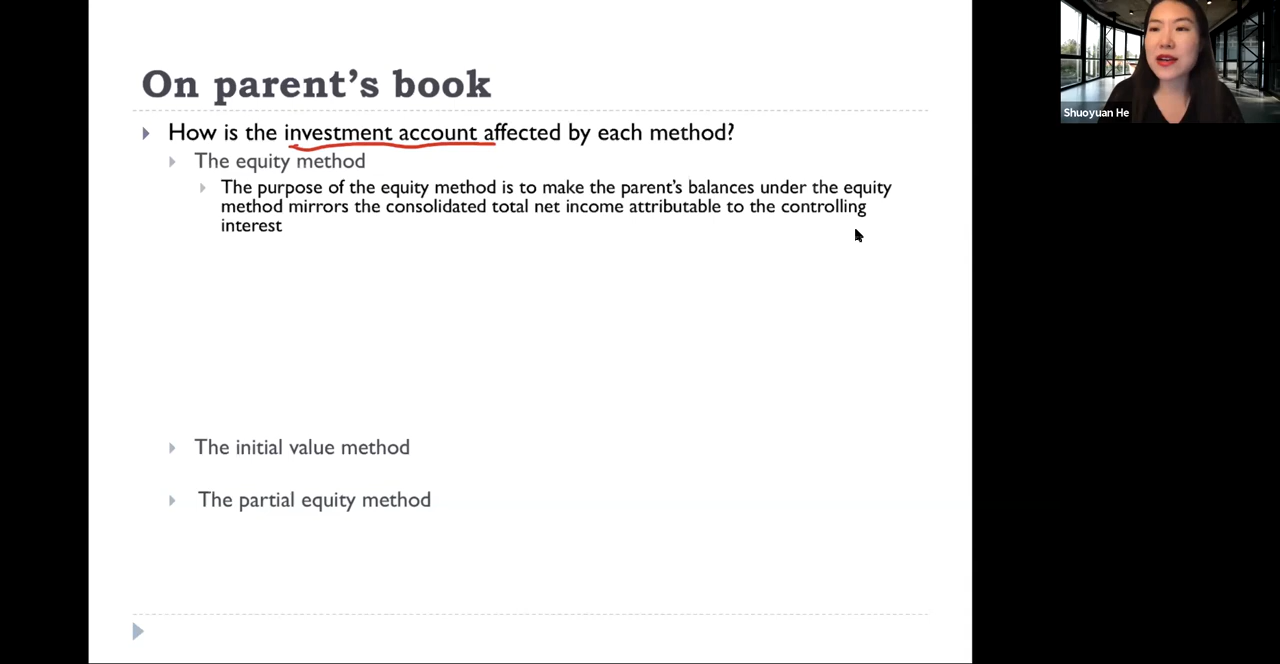 On parent's book
How is the investment account affected by each method?
The equity method
The purpose of the equity method is to make the parent's balances under the equity
method mirrors the consolidated total net income attributable to the controlling
interest
The initial value method
The partial equity method
Shuoyuan He